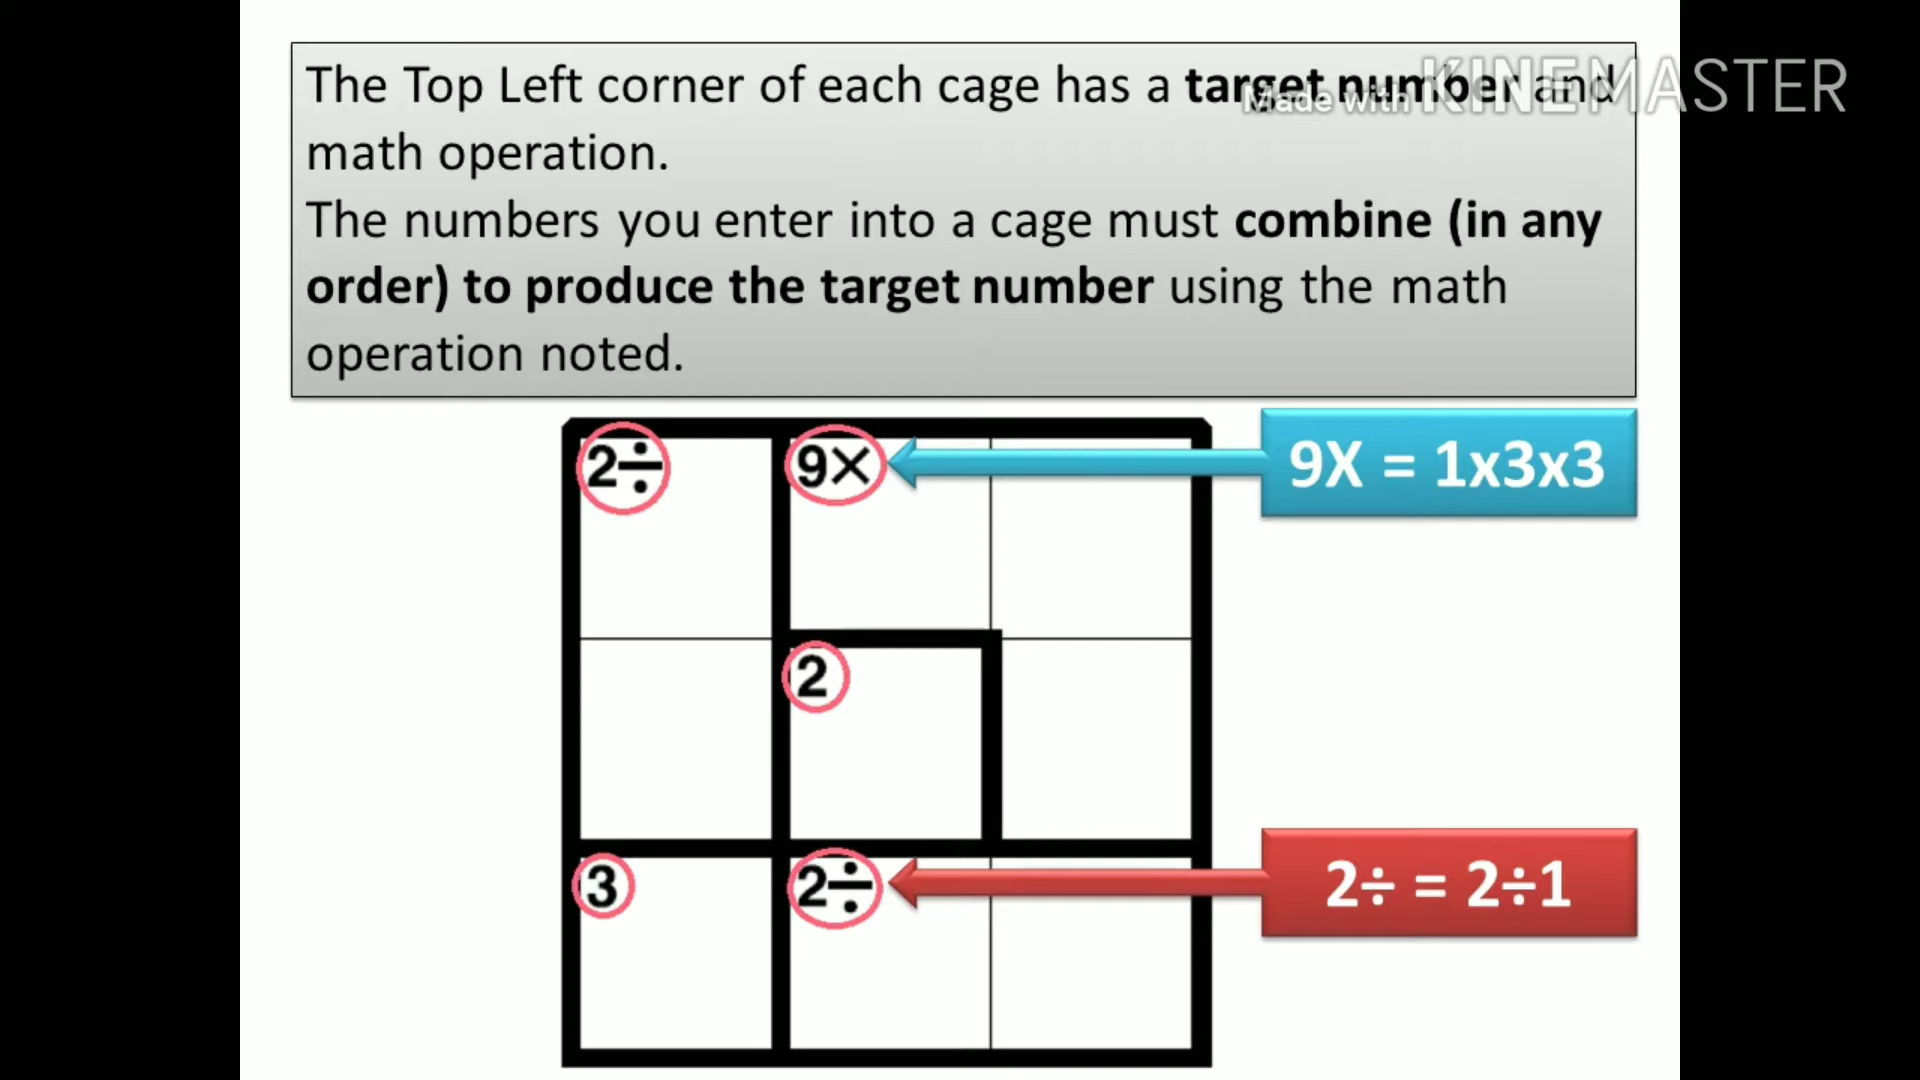 The Top Left corner of each cage has a target number and
Made with KINEMASTER
math operation.
The numbers you enter into a cage must combine (in any
order) to produce the target number using the math
operation noted.
2÷
9×
9X = 1x3x3
2
3
2÷
2÷ = 2÷1